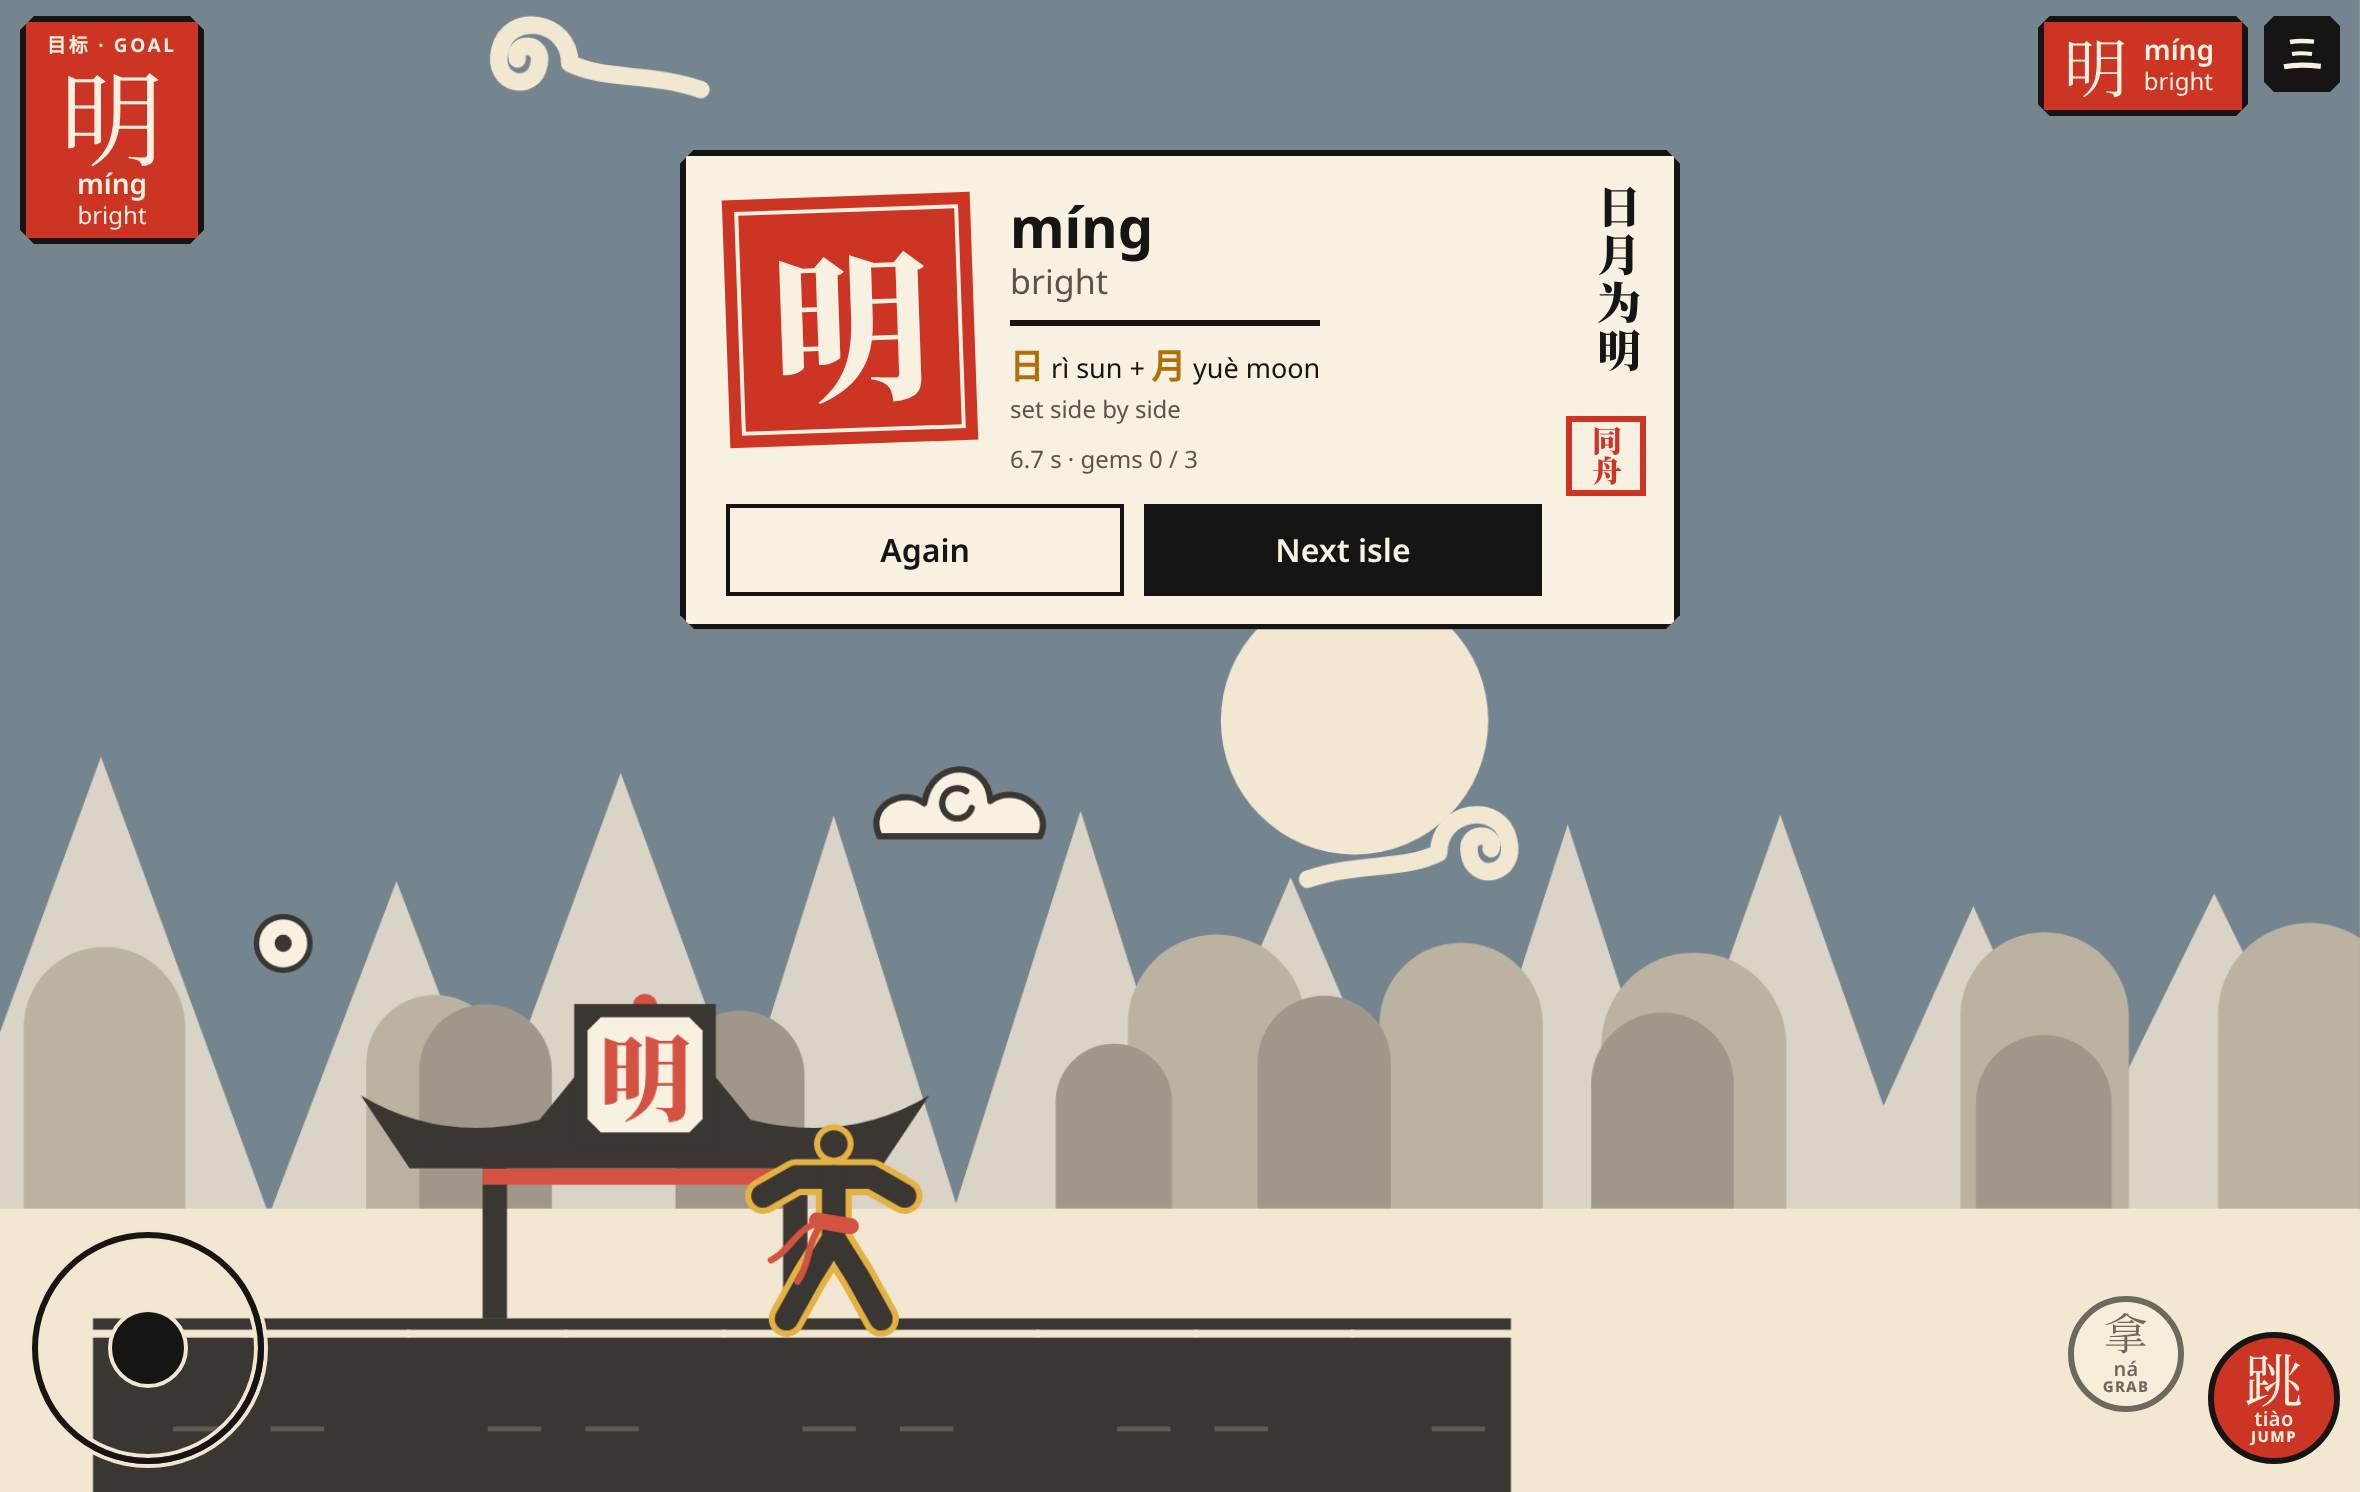 目标 · GOAL
明
míng
bright
明
míng
bright
三
明
míng
bright
日 rì sun + 月 yuè moon
set side by side
6.7 s · gems 0 / 3
日月为明
同舟
Again
Next isle
明
拿
ná
GRAB
跳
tiào
JUMP